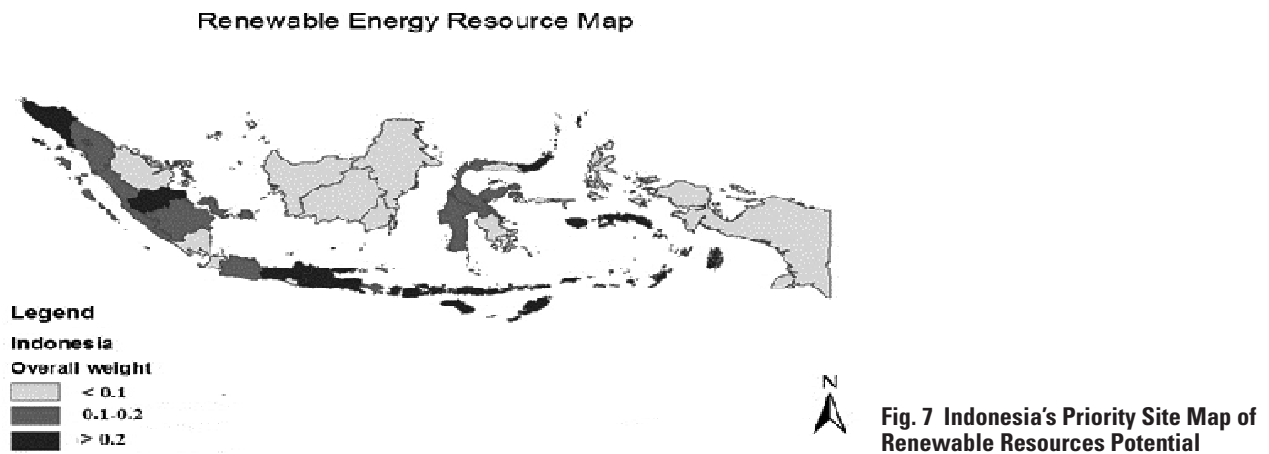 Renewable Energy Resource Map
Legend
Indonesia
Overall weight
< 0.1
0.1-0.2
> 0.2
N
Fig. 7 Indonesia's Priority Site Map of
Renewable Resources Potential